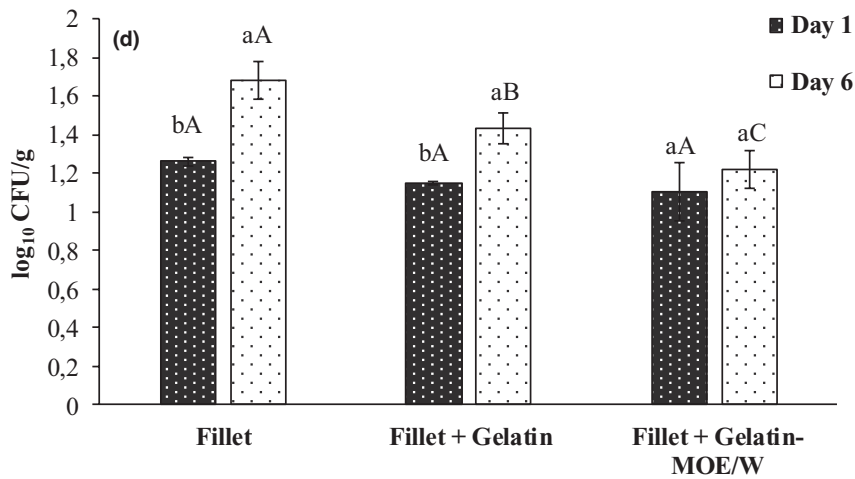 (d)
log₁₀ CFU/g
2
1,8
1,6
1,4
1,2
1
0,8
0,6
0,4
0,2
0
bA
aA
bA
aB
aA
aC
Day 1
Day 6
Fillet
Fillet + Gelatin
Fillet + Gelatin-
MOE/W